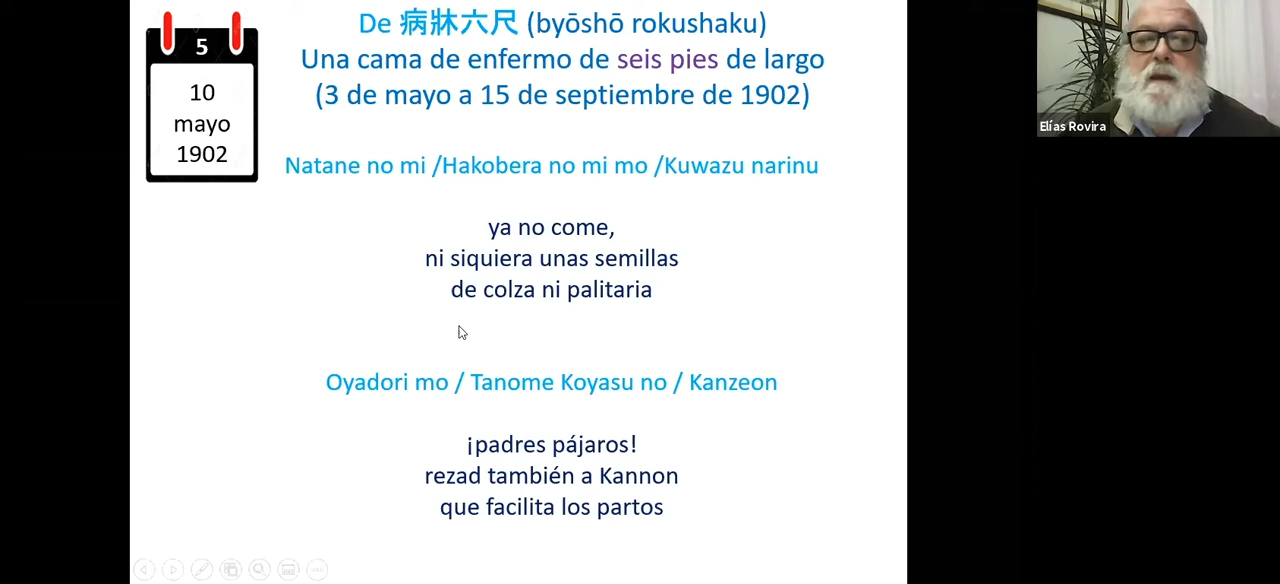 5
10
mayo
1902
De 病牀六尺 (byōshō rokushaku)
Una cama de enfermo de seis pies de largo
(3 de mayo a 15 de septiembre de 1902)
Natane no mi /Hakobera no mi mo /Kuwazu narinu
ya no come,
ni siquiera unas semillas
de colza ni palitaria
Oyadori mo / Tanome Koyasu no / Kanzeon
¡padres pájaros!
rezad también a Kannon
que facilita los partos
Elías Rovira